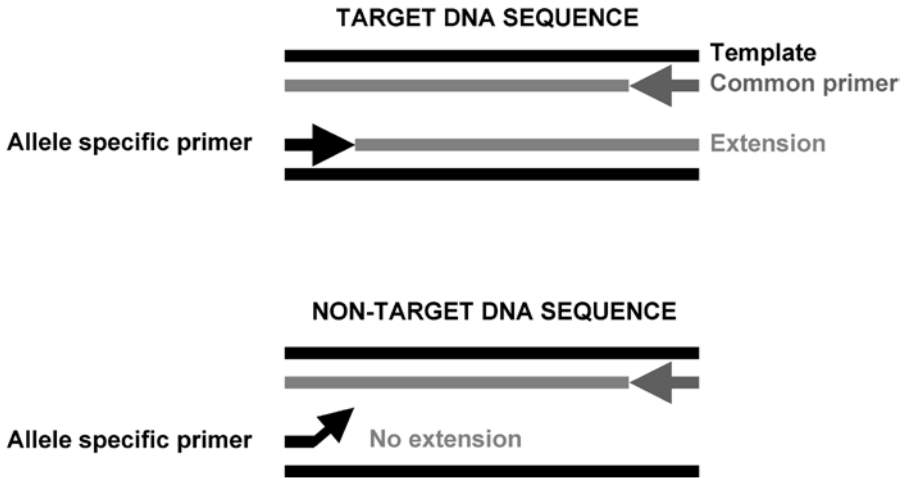 TARGET DNA SEQUENCE
Template
Common primer
Allele specific primer
Extension
NON-TARGET DNA SEQUENCE
Allele specific primer
No extension